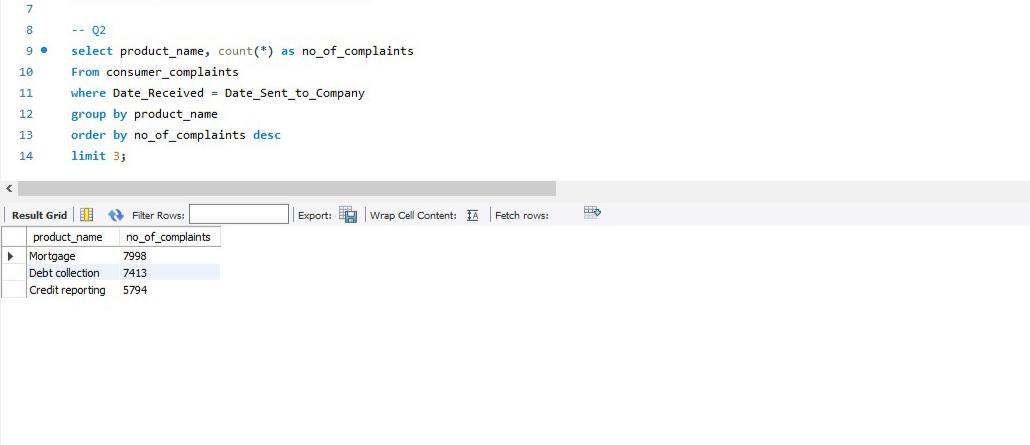 7
8 -- Q2
9 select product_name, count(*) as no_of_complaints
10 From consumer_complaints
11 where Date_Received = Date_Sent_to_Company
12 group by product_name
13 order by no_of_complaints desc
14 limit 3;
Result Grid Filter Rows: Export: Wrap Cell Content: Fetch rows:
product_name no_of_complaints
Mortgage 7998
Debt collection 7413
Credit reporting 5794